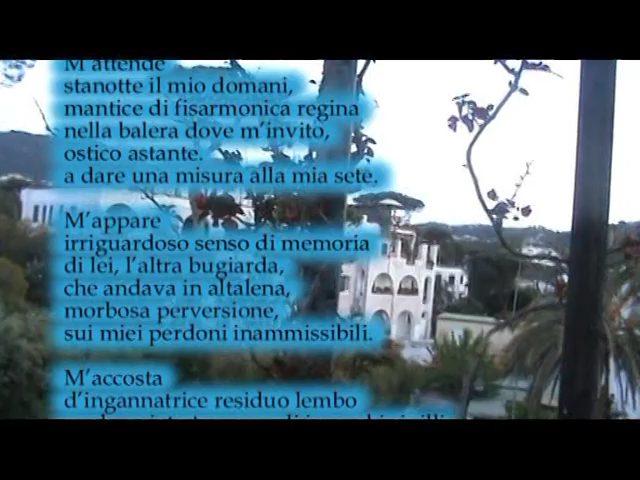 M'attende
stanotte il mio domani,
mantice di fisarmonica regina
nella balera dove m'invito,
ostico astante.
a dare una misura alla mia sete.
M'appare
irriguardoso senso di memoria
di lei, l'altra bugiarda,
che andava in altalena,
morbosa perversione,
sui miei perdoni inammissibili.
M'accosta
d'ingannatrice residuo lembo